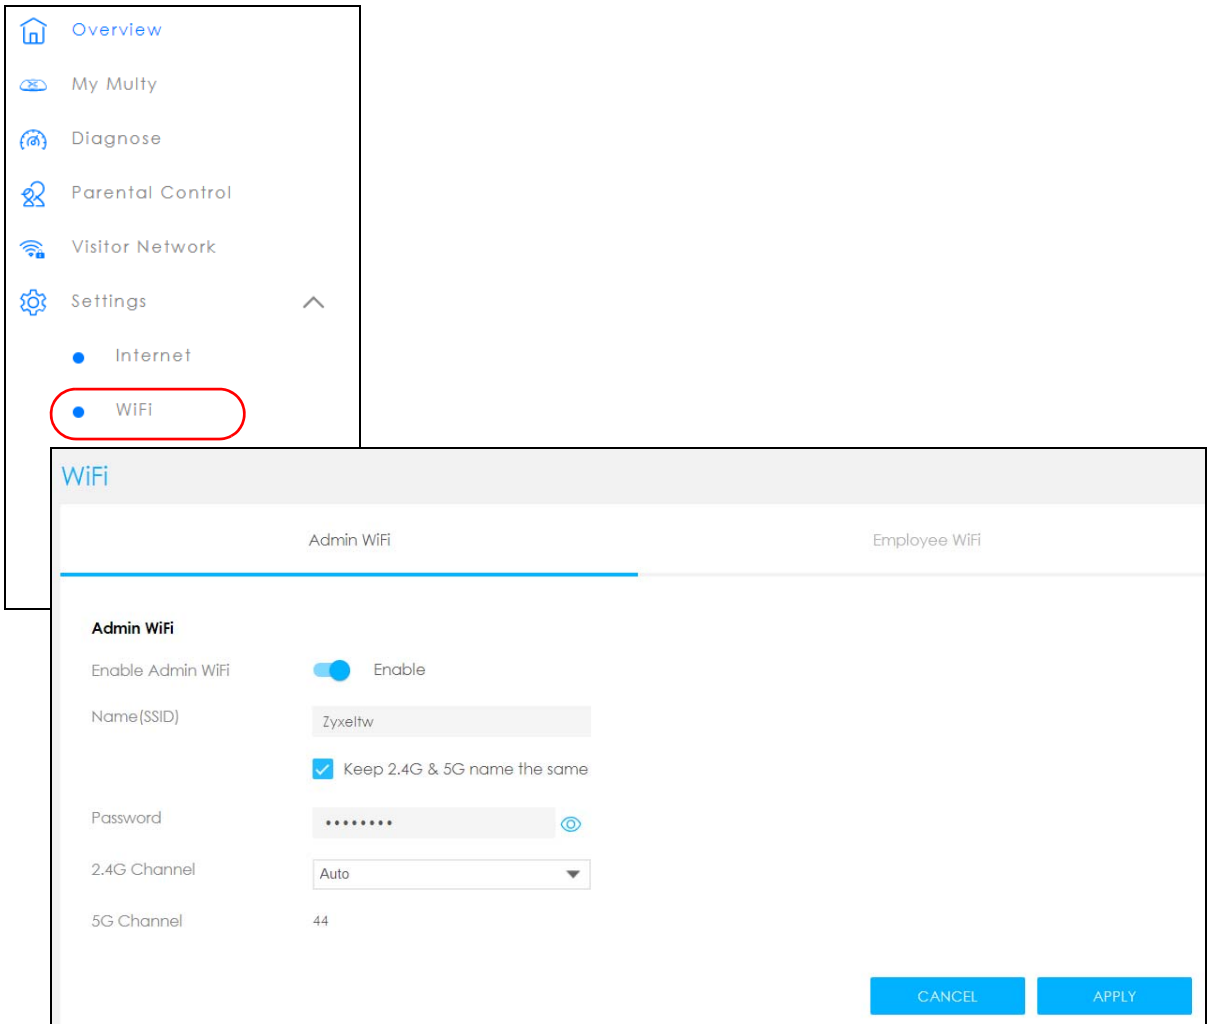 Overview
My Multy
Diagnose
Parental Control
Visitor Network
Settings
Internet
WiFi
WiFi
Admin WiFi
Employee WiFi
Admin WiFi
Enable Admin WiFi
Enable
Name(SSID)
Zyxeltw
Keep 2.4G & 5G name the same
Password
••••••••
2.4G Channel
Auto
5G Channel
44
CANCEL
APPLY